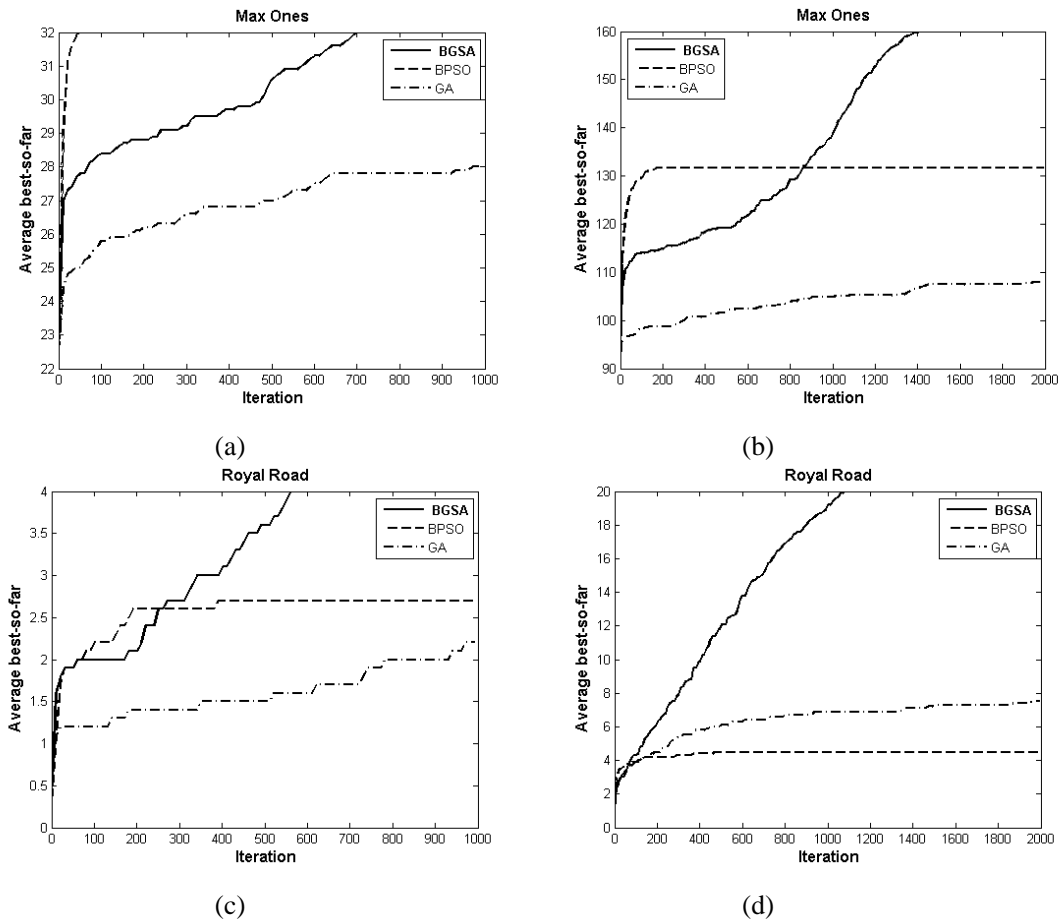 Max Ones
32
31
30
29
28
27
26
25
24
23
22
Average best-so-far
BGSA
BPSO
GA
0 100 200 300 400 500 600 700 800 900 1000
Iteration
(a)
Max Ones
160
150
140
130
120
110
100
90
Average best-so-far
BGSA
BPSO
GA
0 200 400 600 800 1000 1200 1400 1600 1800 2000
Iteration
(b)
Royal Road
4
3.5
3
2.5
2
1.5
1
0.5
0
Average best-so-far
BGSA
BPSO
GA
0 100 200 300 400 500 600 700 800 900 1000
Iteration
(c)
Royal Road
20
18
16
14
12
10
8
6
4
2
0
Average best-so-far
BGSA
BPSO
GA
0 200 400 600 800 1000 1200 1400 1600 1800 2000
Iteration
(d)